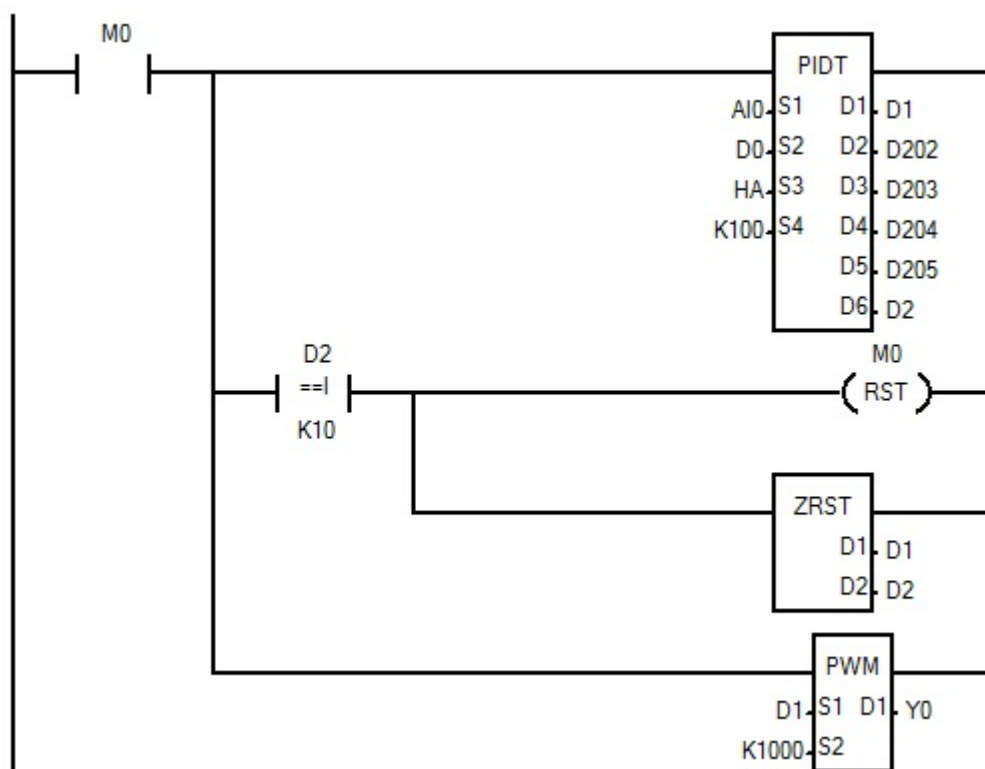 M0
PIDT
AI0 S1 D1 D1
D0 S2 D2 D202
HA S3 D3 D203
K100 S4 D4 D204
D5 D205
D6 D2
D2
==I
K10
M0
RST
ZRST
D1 D1
D2 D2
PWM
D1 S1 D1 Y0
K1000 S2